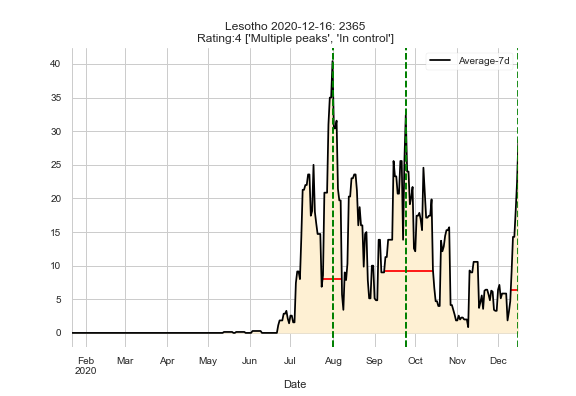 Lesotho 2020-12-16: 2365
Rating:4 ['Multiple peaks', 'In control']
Average-7d
40
35
30
25
20
15
10
5
0
Feb Mar Apr May Jun Jul Aug Sep Oct Nov Dec
2020
Date